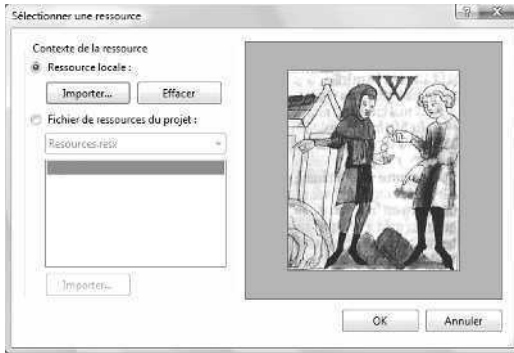 Sélectionner une ressource
Contexte de la ressource
Ressource locale :
Importer...
Effacer
Fichier de ressources du projet :
Resources.resx
Importer...
OK
Annuler